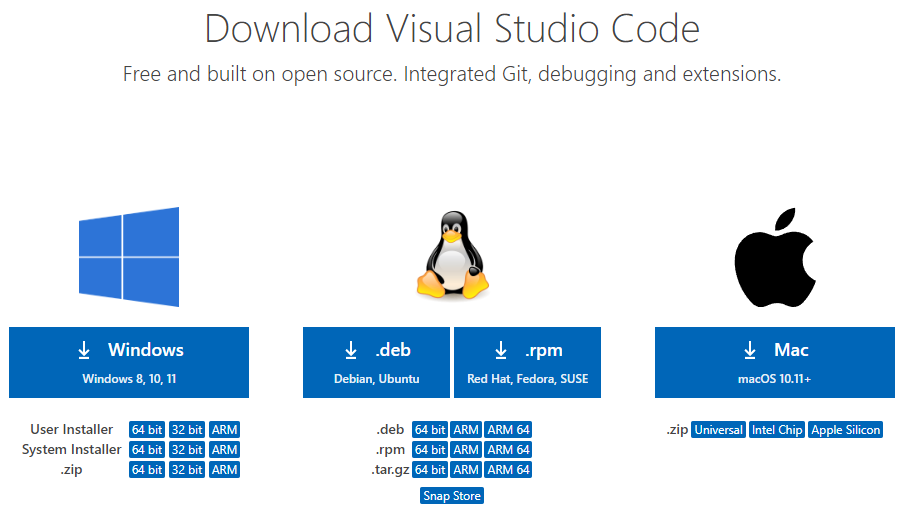 Download Visual Studio Code
Free and built on open source. Integrated Git, debugging and extensions.
Windows
Windows 8, 10, 11
User Installer 64 bit 32 bit ARM
System Installer 64 bit 32 bit ARM
.zip 64 bit 32 bit ARM
.deb
Debian, Ubuntu
.rpm
Red Hat, Fedora, SUSE
.deb 64 bit ARM ARM 64
.rpm 64 bit ARM ARM 64
.tar.gz 64 bit ARM ARM 64
Snap Store
Mac
macOS 10.11+
.zip Universal Intel Chip Apple Silicon